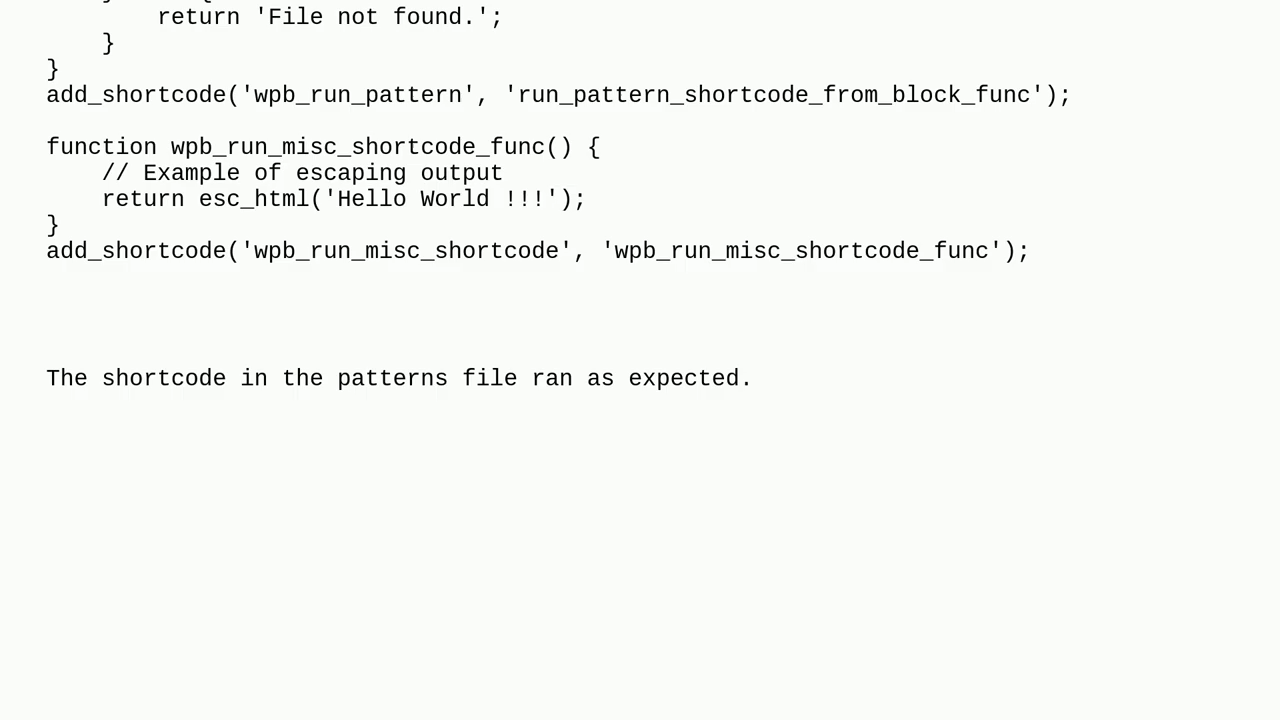 return 'File not found.';
    }
}
add_shortcode('wpb_run_pattern', 'run_pattern_shortcode_from_block_func');

function wpb_run_misc_shortcode_func() {
    // Example of escaping output
    return esc_html('Hello World !!!');
}
add_shortcode('wpb_run_misc_shortcode', 'wpb_run_misc_shortcode_func');

The shortcode in the patterns file ran as expected.